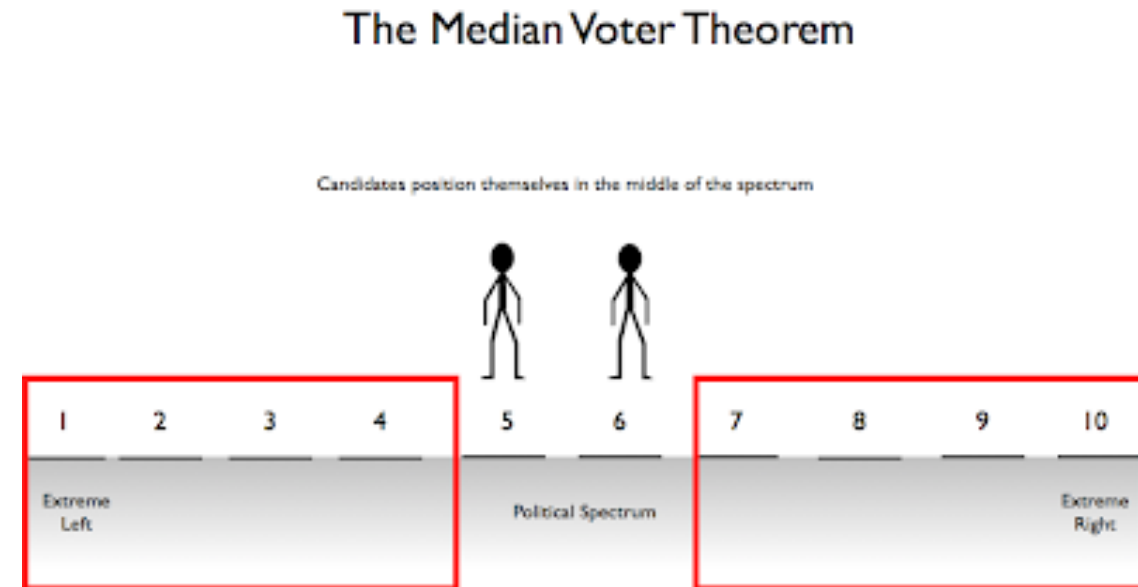 The Median Voter Theorem
Candidates position themselves in the middle of the spectrum
1 2 3 4 5 6 7 8 9 10
Extreme
Left
Political Spectrum
Extreme
Right